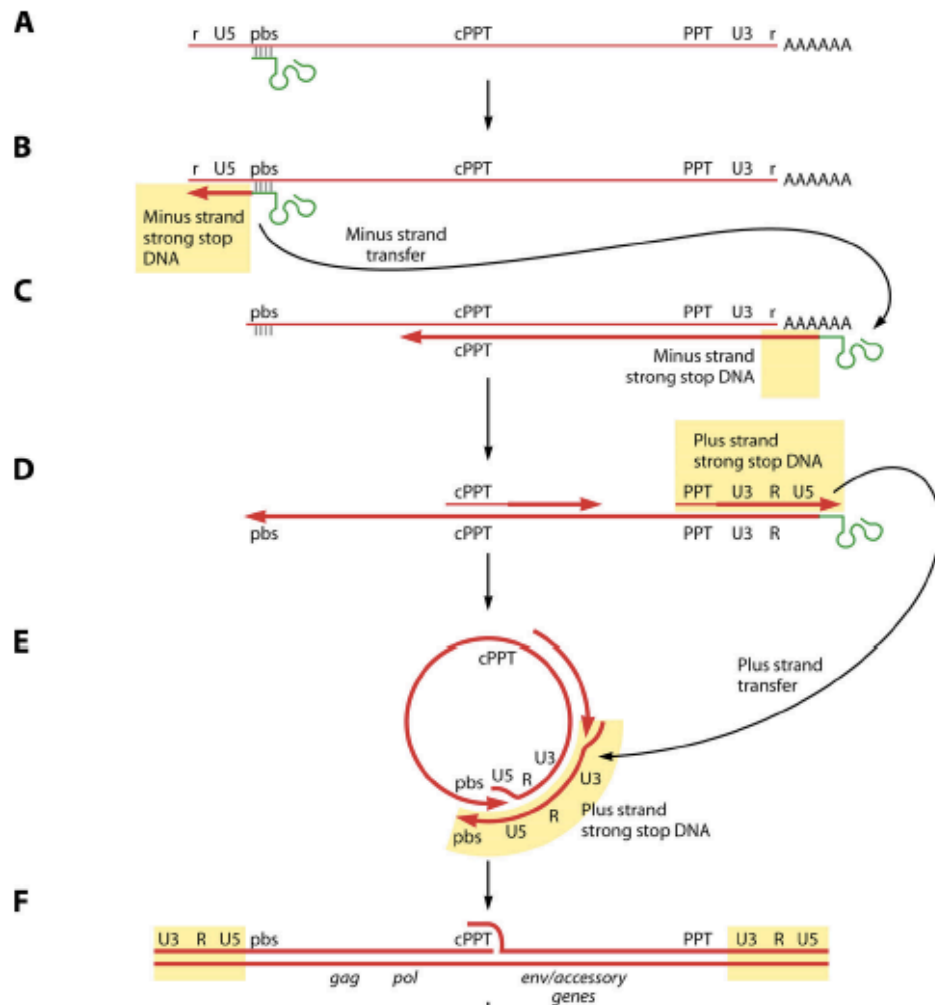 A
r U5 pbs cPPT PPT U3 r AAAAAA
B
r U5 pbs cPPT PPT U3 r AAAAAA
Minus strand
strong stop
DNA
Minus strand
transfer
C
pbs cPPT PPT U3 r AAAAAA
cPPT
Minus strand
strong stop DNA
D
Plus strand
strong stop DNA
cPPT PPT U3 R U5
pbs cPPT PPT U3 R
E
cPPT
Plus strand
transfer
pbs U5 R U3
U3
R
U5
pbs
Plus strand
strong stop DNA
F
U3 R U5 pbs cPPT PPT U3 R U5
gag pol env/accessory
genes